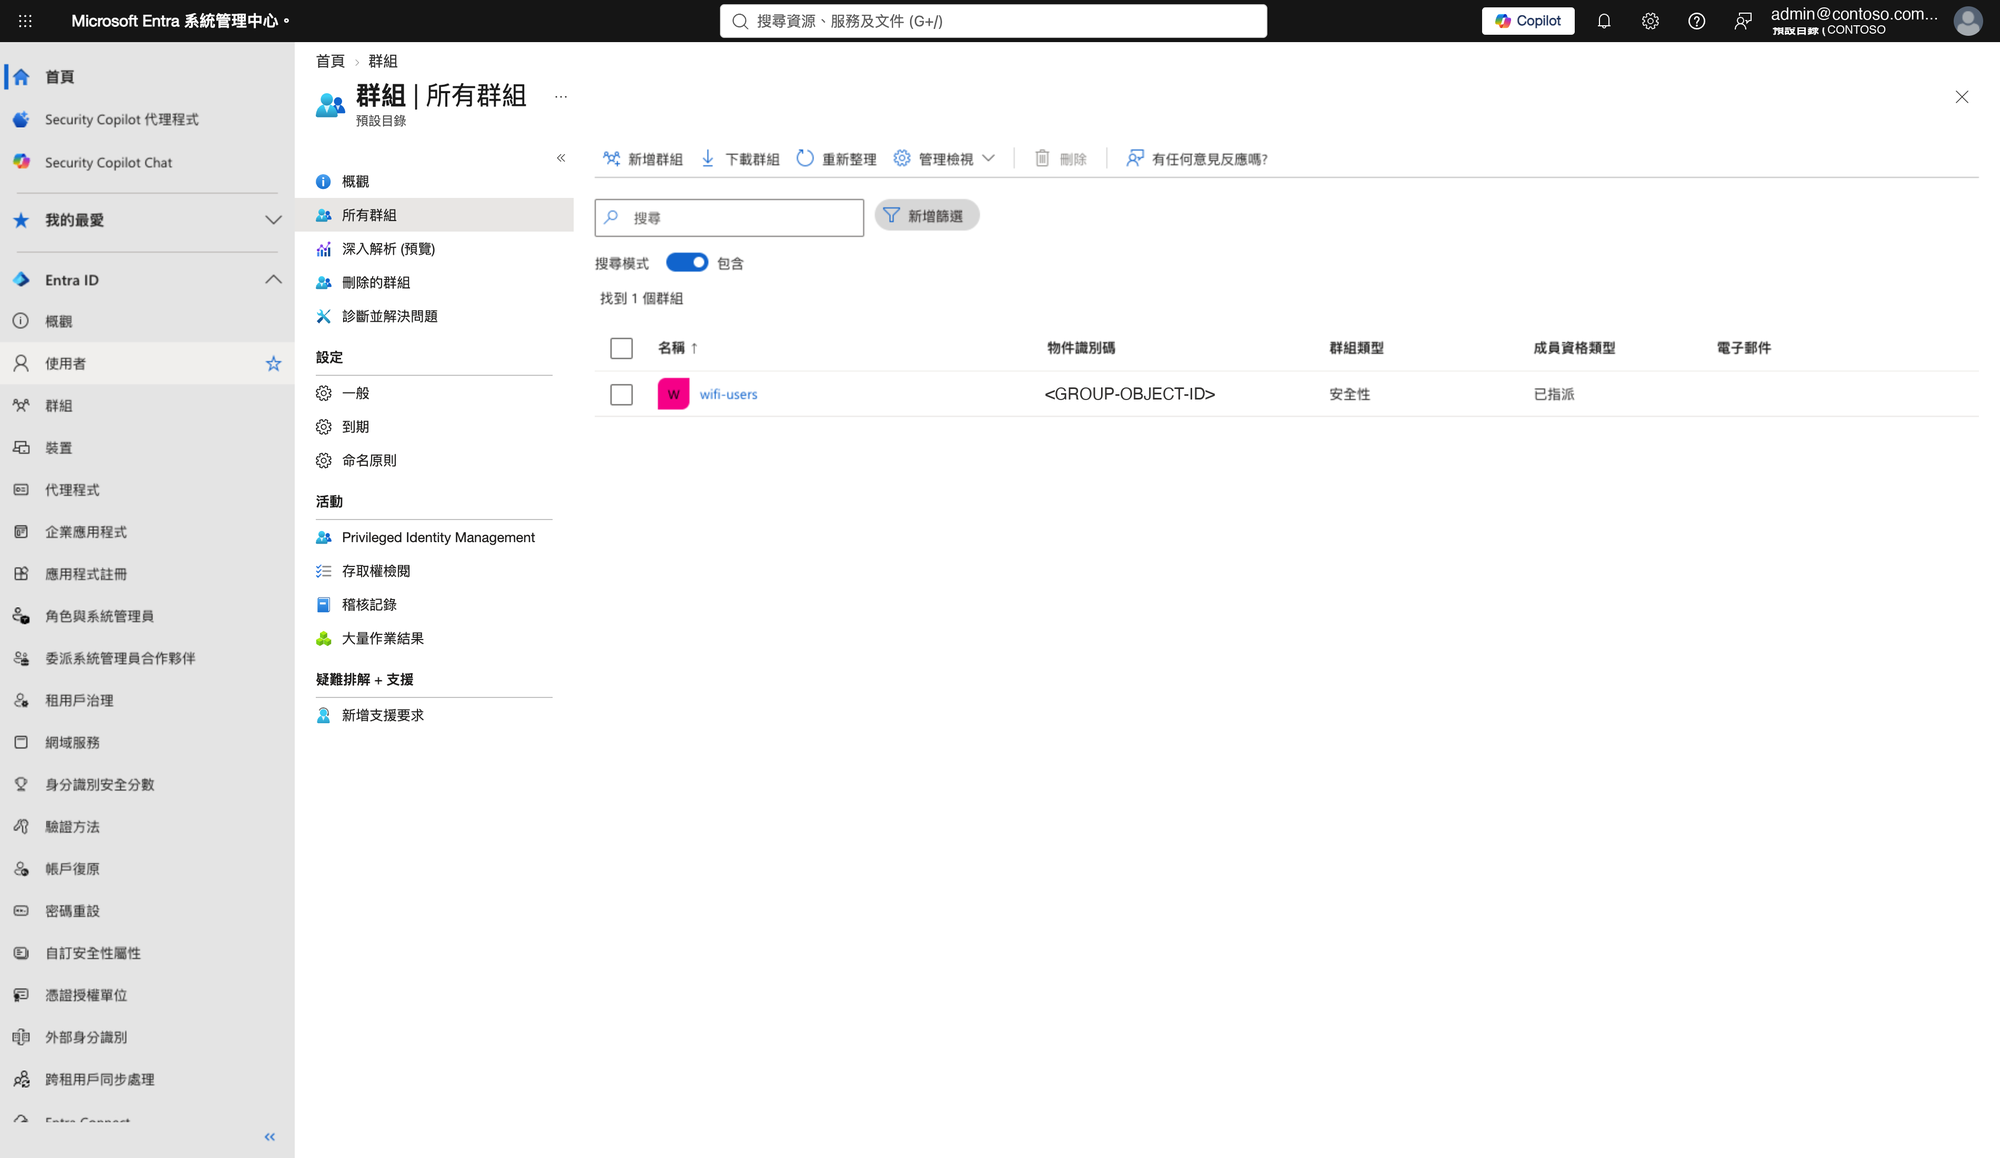 Microsoft Entra 系統管理中心。
搜尋資源、服務及文件 (G+/)
Copilot
admin@contoso.com...
預設目錄 (CONTOSO
首頁
Security Copilot 代理程式
Security Copilot Chat
我的最愛
Entra ID
概觀
使用者
群組
裝置
代理程式
企業應用程式
應用程式註冊
角色與系統管理員
委派系統管理員合作夥伴
租用戶治理
網域服務
身分識別安全分數
驗證方法
帳戶復原
密碼重設
自訂安全性屬性
憑證授權單位
外部身分識別
跨租用戶同步處理
Entra Connect
首頁 › 群組
群組 | 所有群組 ...
預設目錄
概觀
所有群組
深入解析 (預覽)
刪除的群組
診斷並解決問題
設定
一般
到期
命名原則
活動
Privileged Identity Management
存取權檢閱
稽核記錄
大量作業結果
疑難排解 + 支援
新增支援要求
新增群組 下載群組 重新整理 管理檢視 刪除 有任何意見反應嗎?
搜尋 新增篩選
搜尋模式 包含
找到 1 個群組
名稱 ↑ 物件識別碼 群組類型 成員資格類型 電子郵件
W wifi-users <GROUP-OBJECT-ID> 安全性 已指派